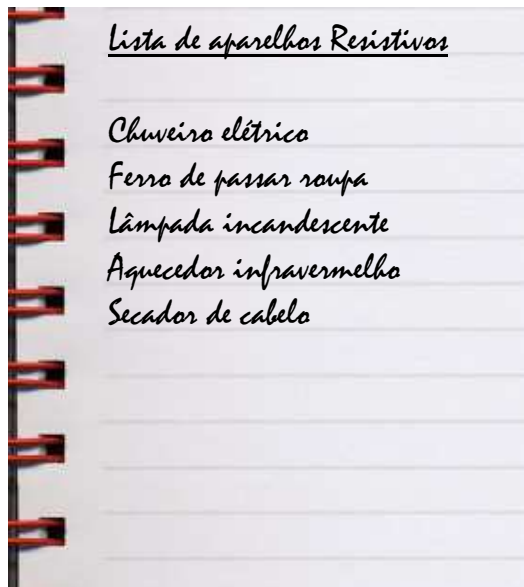 Lista de aparelhos Resistivos
Chuveiro elétrico
Ferro de passar roupa
Lâmpada incandescente
Aquecedor infravermelho
Secador de cabelo